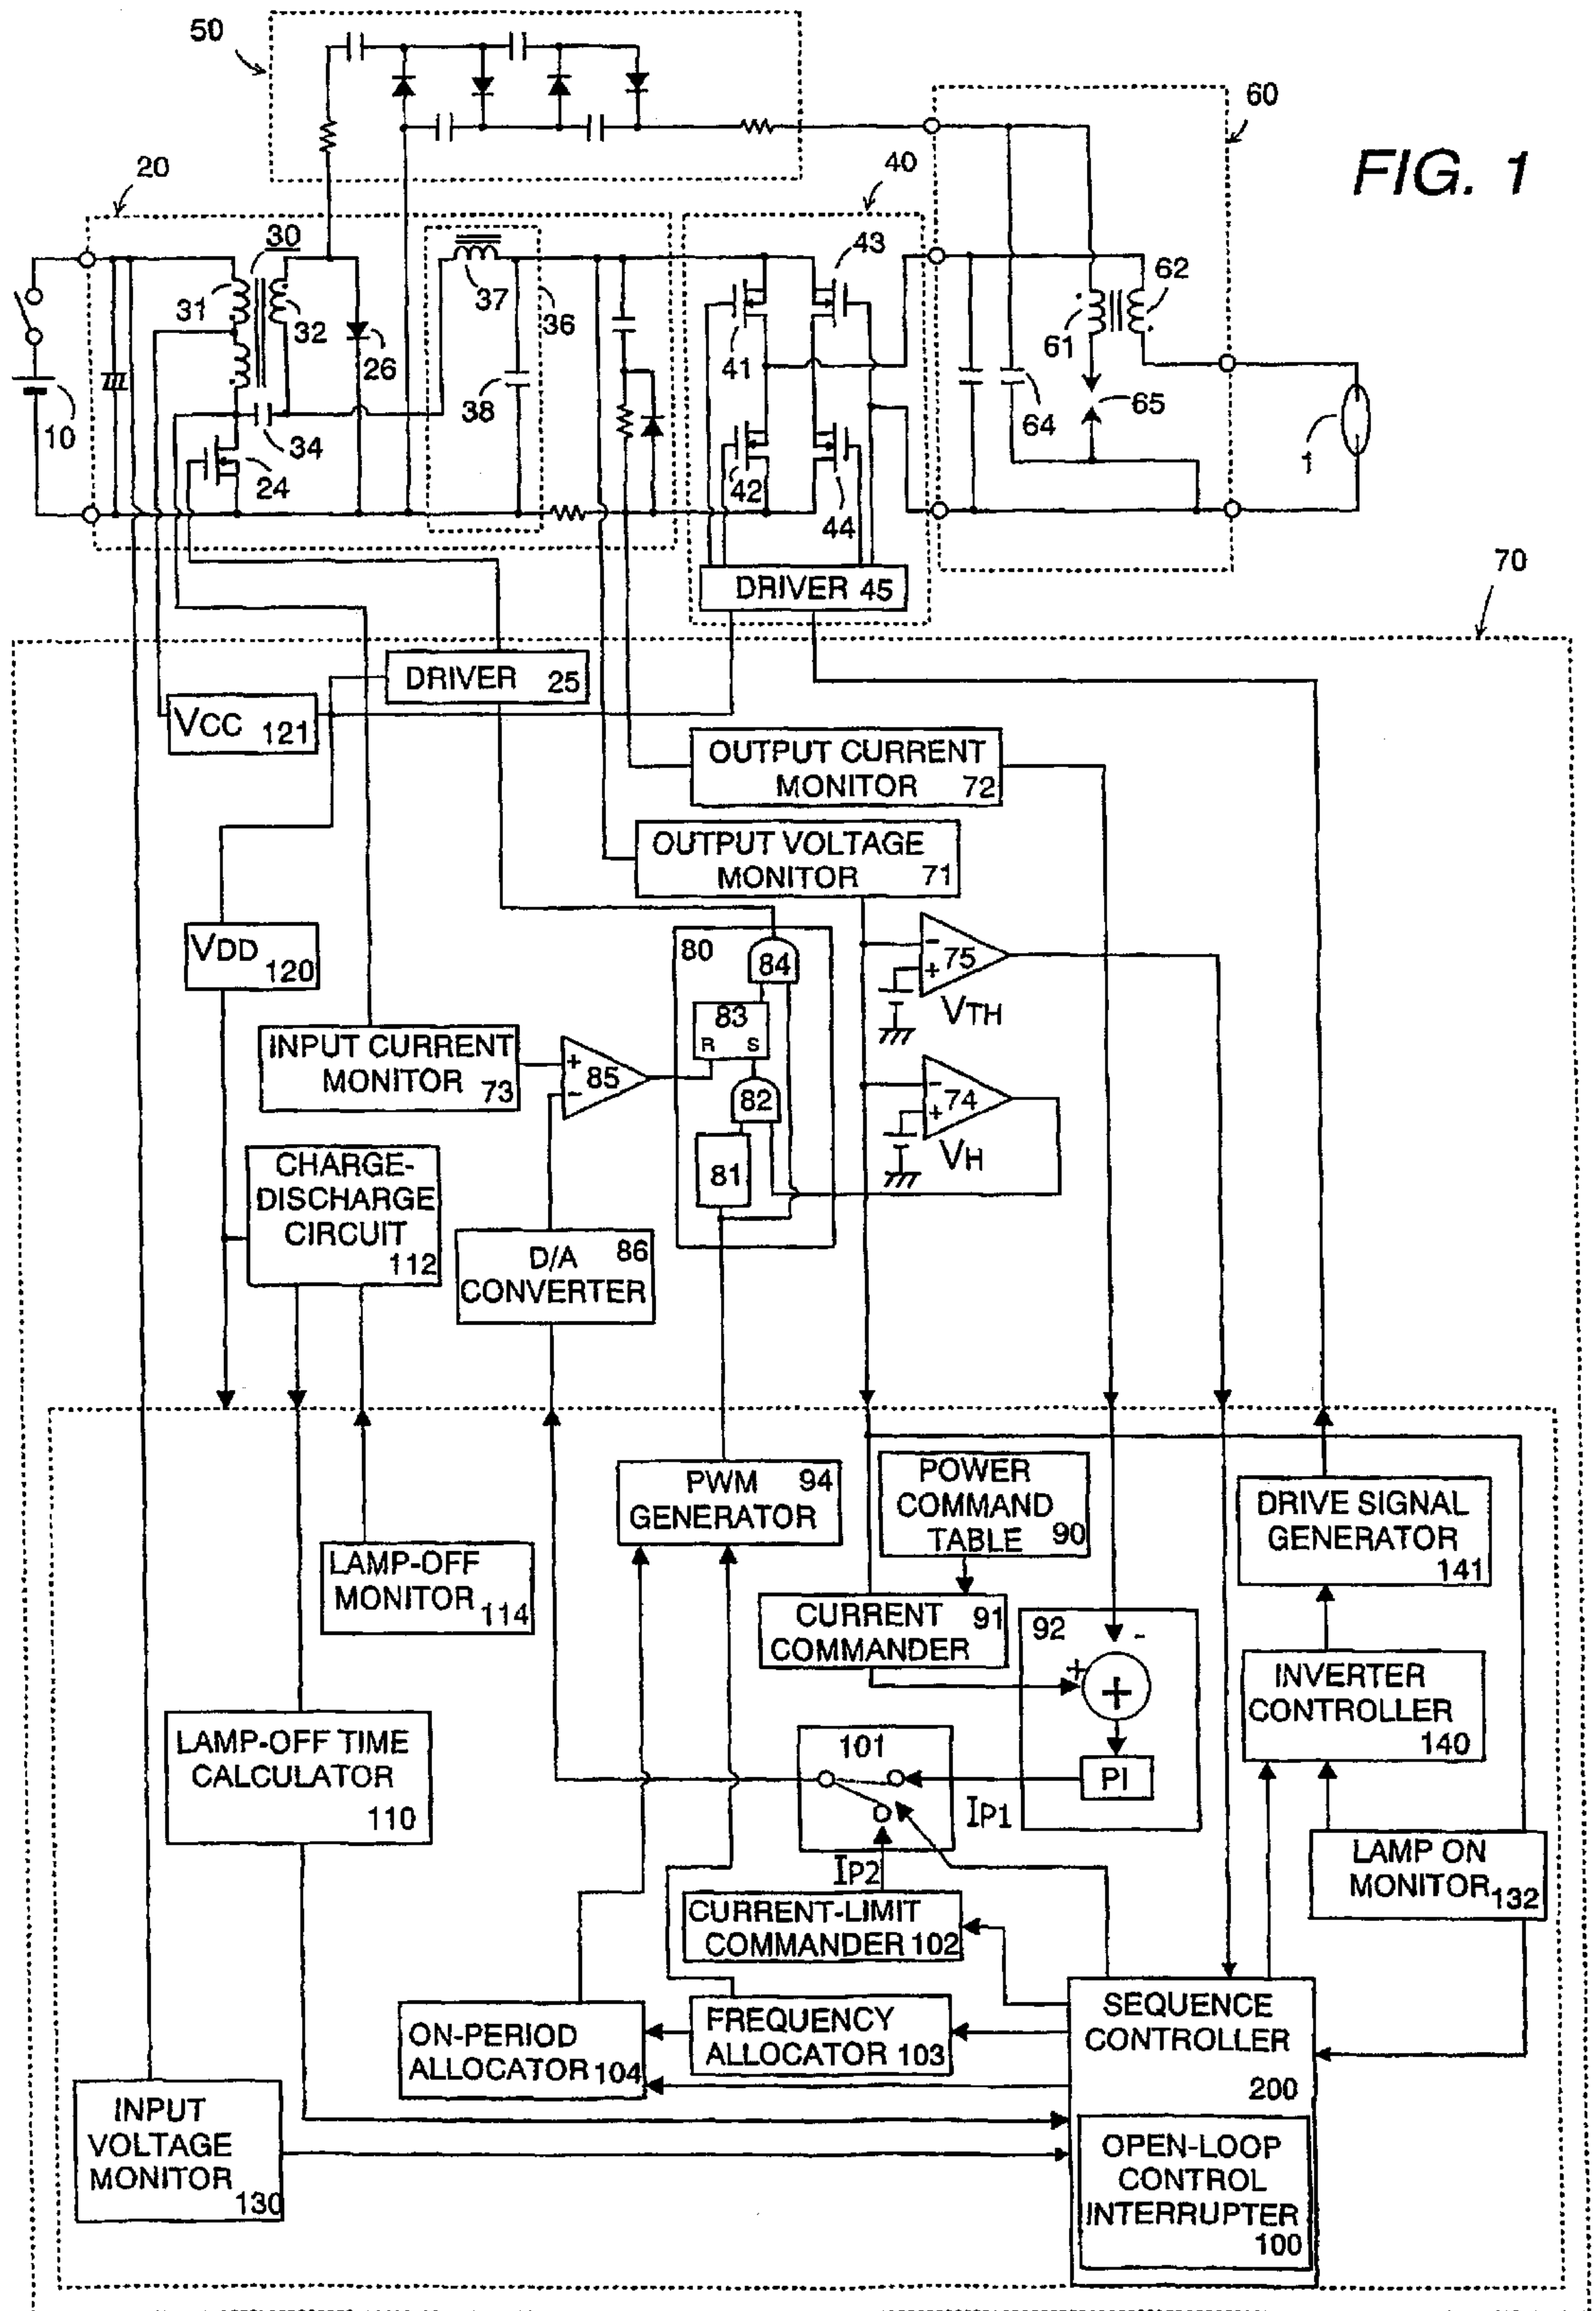 50
60
FIG. 1
20
40
30
43
31
32
37
36
62
26
41
61
38
10
34
64
65
24
42
44
1
DRIVER 45
70
DRIVER 25
VCC 121
OUTPUT CURRENT
MONITOR 72
OUTPUT VOLTAGE
MONITOR 71
VDD
120
80
84
-
75
+
VTH
83
R S
INPUT CURRENT
MONITOR 73
+
85
-
82
-
74
+
VH
81
CHARGE-
DISCHARGE
CIRCUIT
112
D/A 86
CONVERTER
PWM 94
GENERATOR
POWER
COMMAND
TABLE 90
DRIVE SIGNAL
GENERATOR
141
LAMP-OFF
MONITOR 114
CURRENT 91
COMMANDER
92
-
+
+
PI
INVERTER
CONTROLLER
140
LAMP-OFF TIME
CALCULATOR
110
101
IP1
IP2
LAMP ON
MONITOR 132
CURRENT-LIMIT
COMMANDER 102
ON-PERIOD
ALLOCATOR 104
FREQUENCY
ALLOCATOR 103
SEQUENCE
CONTROLLER
200
INPUT
VOLTAGE
MONITOR
130
OPEN-LOOP
CONTROL
INTERRUPTER
100